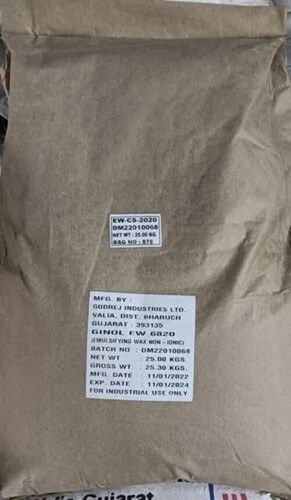 EW-CS-2020
DM22010068
NET WT : 25.00 KG.
BAG NO : 875
MFG. BY :
GODREJ INDUSTRIES LTD.
VALIA, DIST. BHARUCH
GUJARAT : 393135
GINOL EW 6820
(EMULSIFYING WAX NON - IONIC)
BATCH NO : DM22010068
NET WT : 25.00 KGS.
GROSS WT : 25.30 KGS.
MFG. DATE : 11/01/2022
EXP. DATE : 11/01/2024
FOR INDUSTRIAL USE ONLY
Gujarat